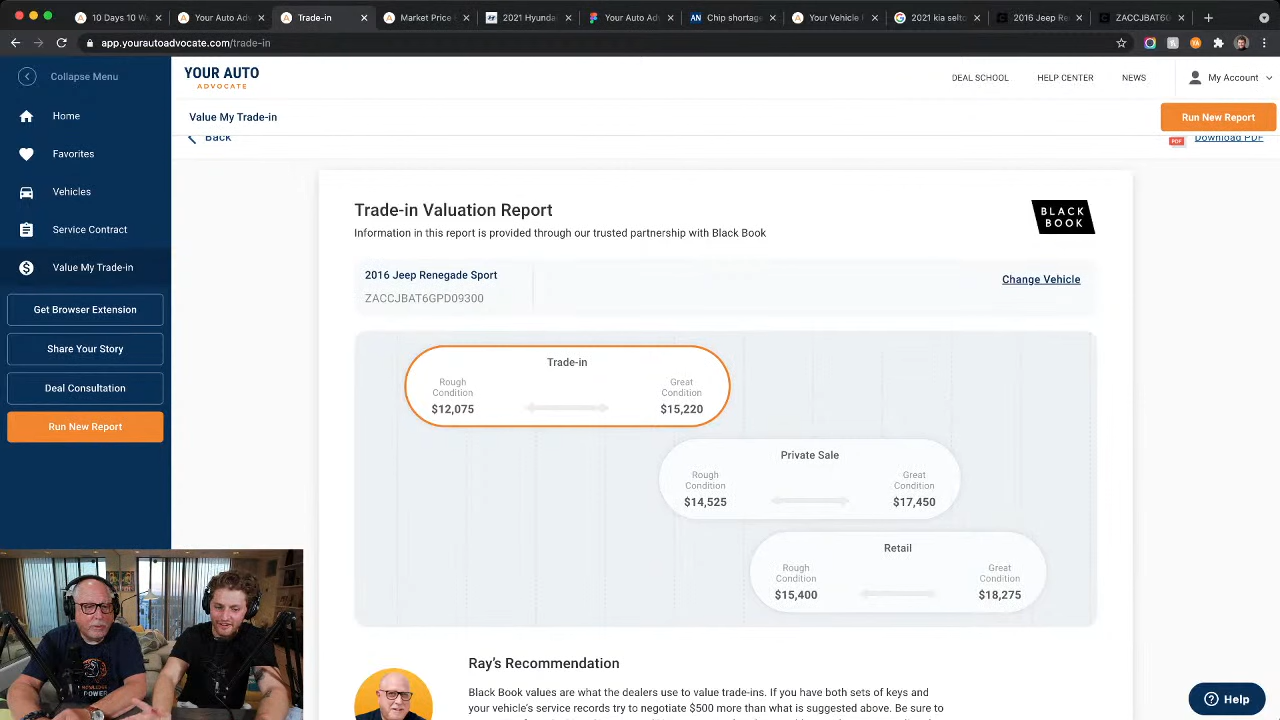 10 Days 10 W
Trade-in
Market Price F
2021 Hyundai
Your Auto Adv
Chip shortage
Your Vehicle F
2021 kia selto
2016 Jeep Re
ZACCJBAT6G
app.yourautoadvocate.com/trade-in
Collapse Menu
Home
Favorites
Vehicles
Service Contract
Value My Trade-in
Get Browser Extension
Share Your Story
Deal Consultation
Run New Report
YOUR AUTO
ADVOCATE
DEAL SCHOOL
HELP CENTER
NEWS
My Account
Value My Trade-in
Run New Report
Back
PDF
Download PDF
Trade-in Valuation Report
Information in this report is provided through our trusted partnership with Black Book
BLACK
BOOK
2016 Jeep Renegade Sport
ZACCJBAT6GPD09300
Change Vehicle
Trade-in
Rough
Condition
$12,075
Great
Condition
$15,220
Private Sale
Rough
Condition
$14,525
Great
Condition
$17,450
Retail
Rough
Condition
$15,400
Great
Condition
$18,275
Ray's Recommendation
Black Book values are what the dealers use to value trade-ins. If you have both sets of keys and
your vehicle's service records try to negotiate $500 more than what is suggested above. Be sure to
POWER
Help